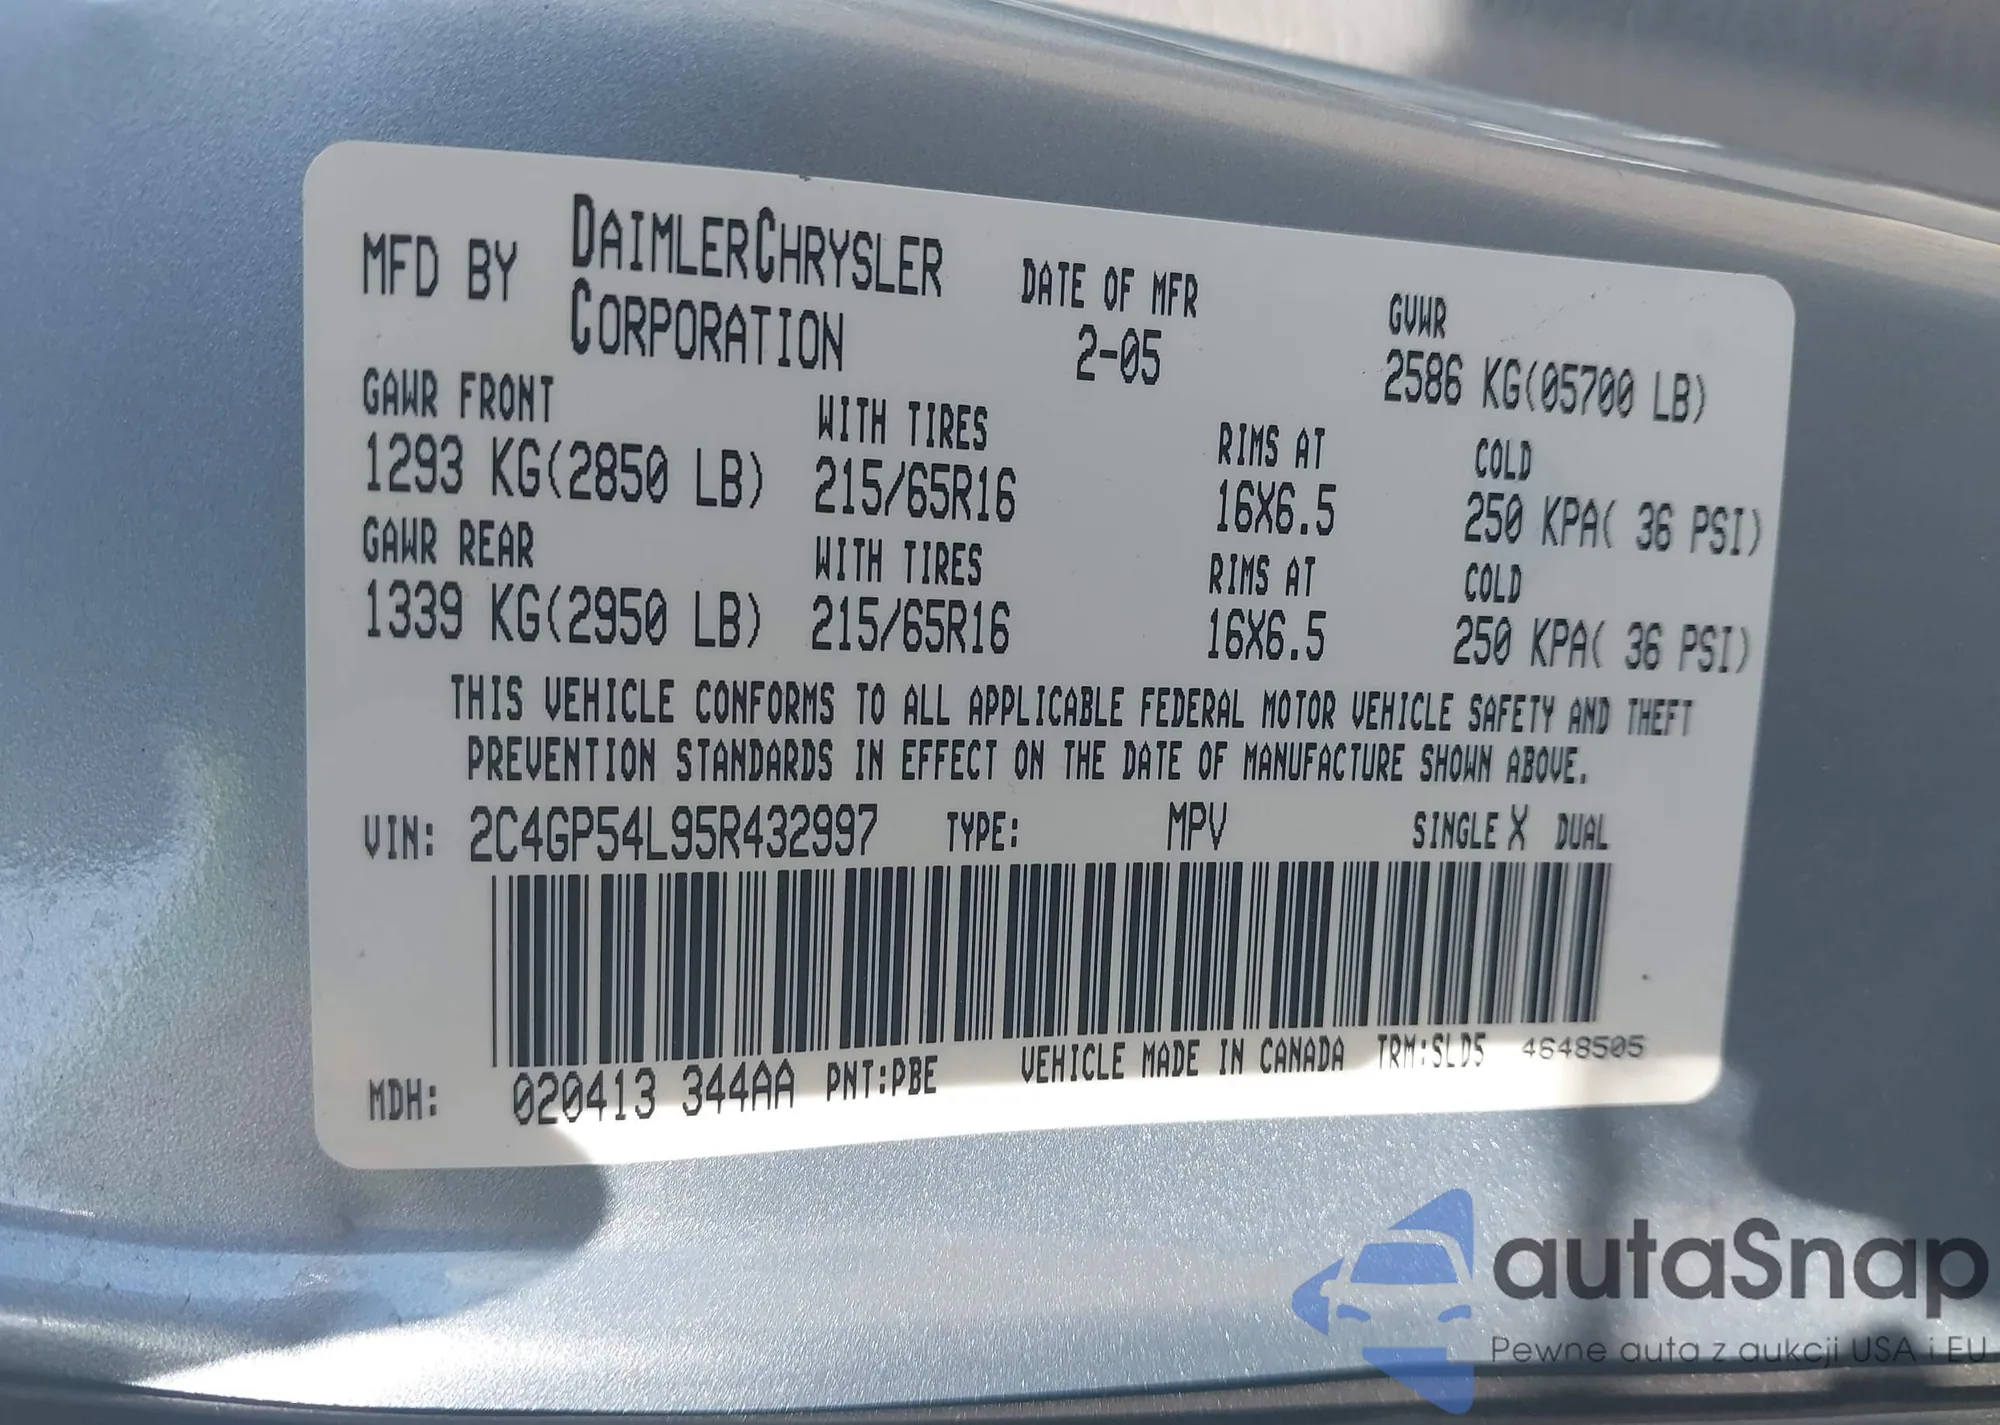 MFD BY DAIMLERCHRYSLER CORPORATION
DATE OF MFR 2-05
GVWR 2586 KG(05700 LB)
GAWR FRONT WITH TIRES RIMS AT COLD
1293 KG(2850 LB) 215/65R16 16X6.5 250 KPA( 36 PSI)
GAWR REAR WITH TIRES RIMS AT COLD
1339 KG(2950 LB) 215/65R16 16X6.5 250 KPA( 36 PSI)
THIS VEHICLE CONFORMS TO ALL APPLICABLE FEDERAL MOTOR VEHICLE SAFETY AND THEFT
PREVENTION STANDARDS IN EFFECT ON THE DATE OF MANUFACTURE SHOWN ABOVE.
VIN: 2C4GP54L95R432997 TYPE: MPV SINGLE X DUAL
MDH: 020413 344AA PNT:PBE VEHICLE MADE IN CANADA TRM:SLD5 4648505
autaSnap
Pewne auta z aukcji USA i EU